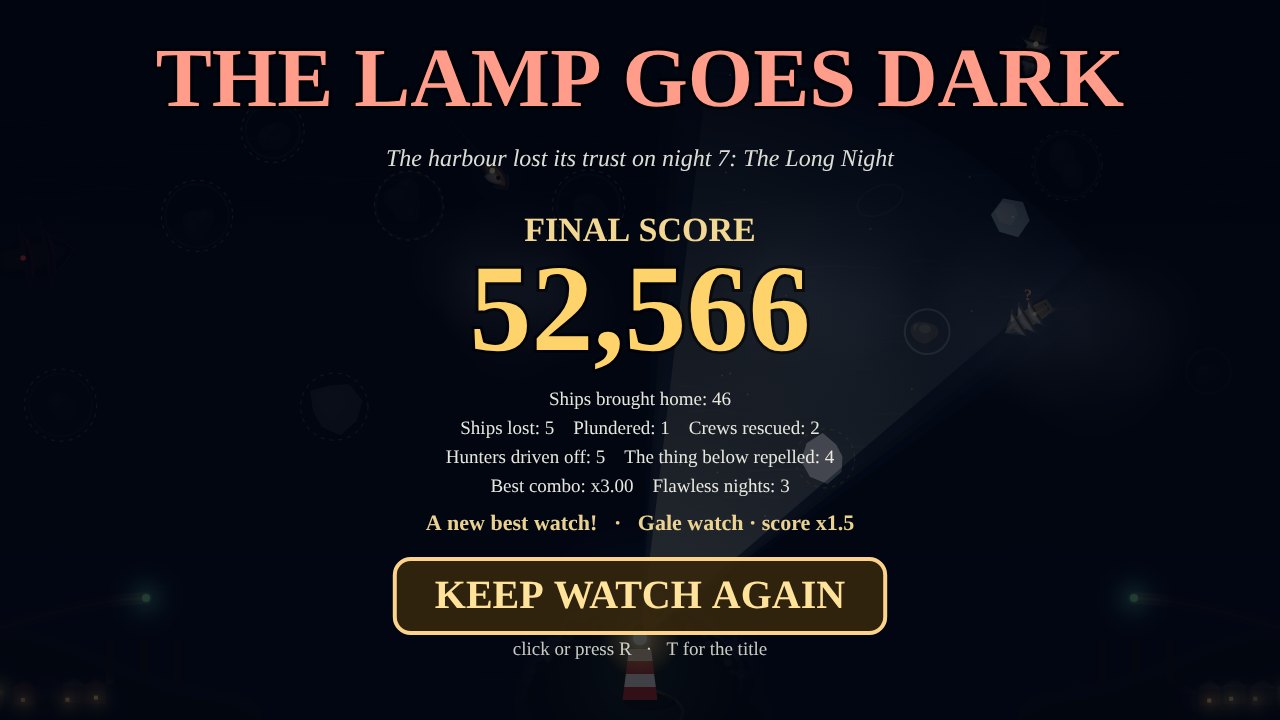 THE LAMP GOES DARK
The harbour lost its trust on night 7: The Long Night
FINAL SCORE
52,566
Ships brought home: 46
Ships lost: 5 Plundered: 1 Crews rescued: 2
Hunters driven off: 5 The thing below repelled: 4
Best combo: x3.00 Flawless nights: 3
A new best watch! · Gale watch · score x1.5
KEEP WATCH AGAIN
click or press R · T for the title
?